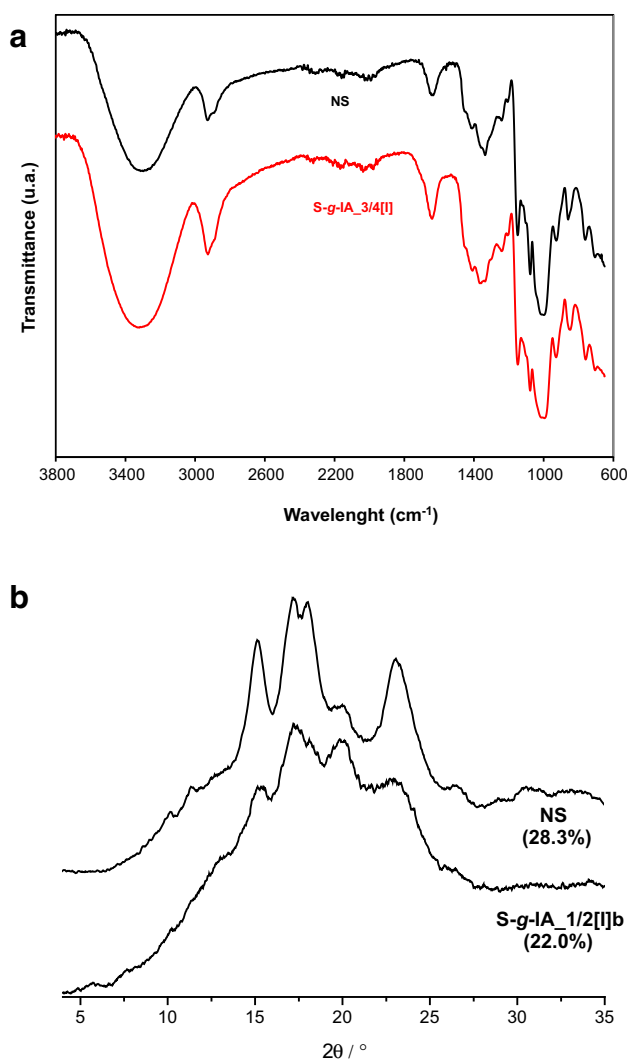 a
Transmittance (u.a.)
NS
S-g-IA_3/4[I]
3800 3400 3000 2600 2200 1800 1400 1000 600
Wavelenght (cm-1)
b
NS
(28.3%)
S-g-IA_1/2[I]b
(22.0%)
5 10 15 20 25 30 35
2θ / °